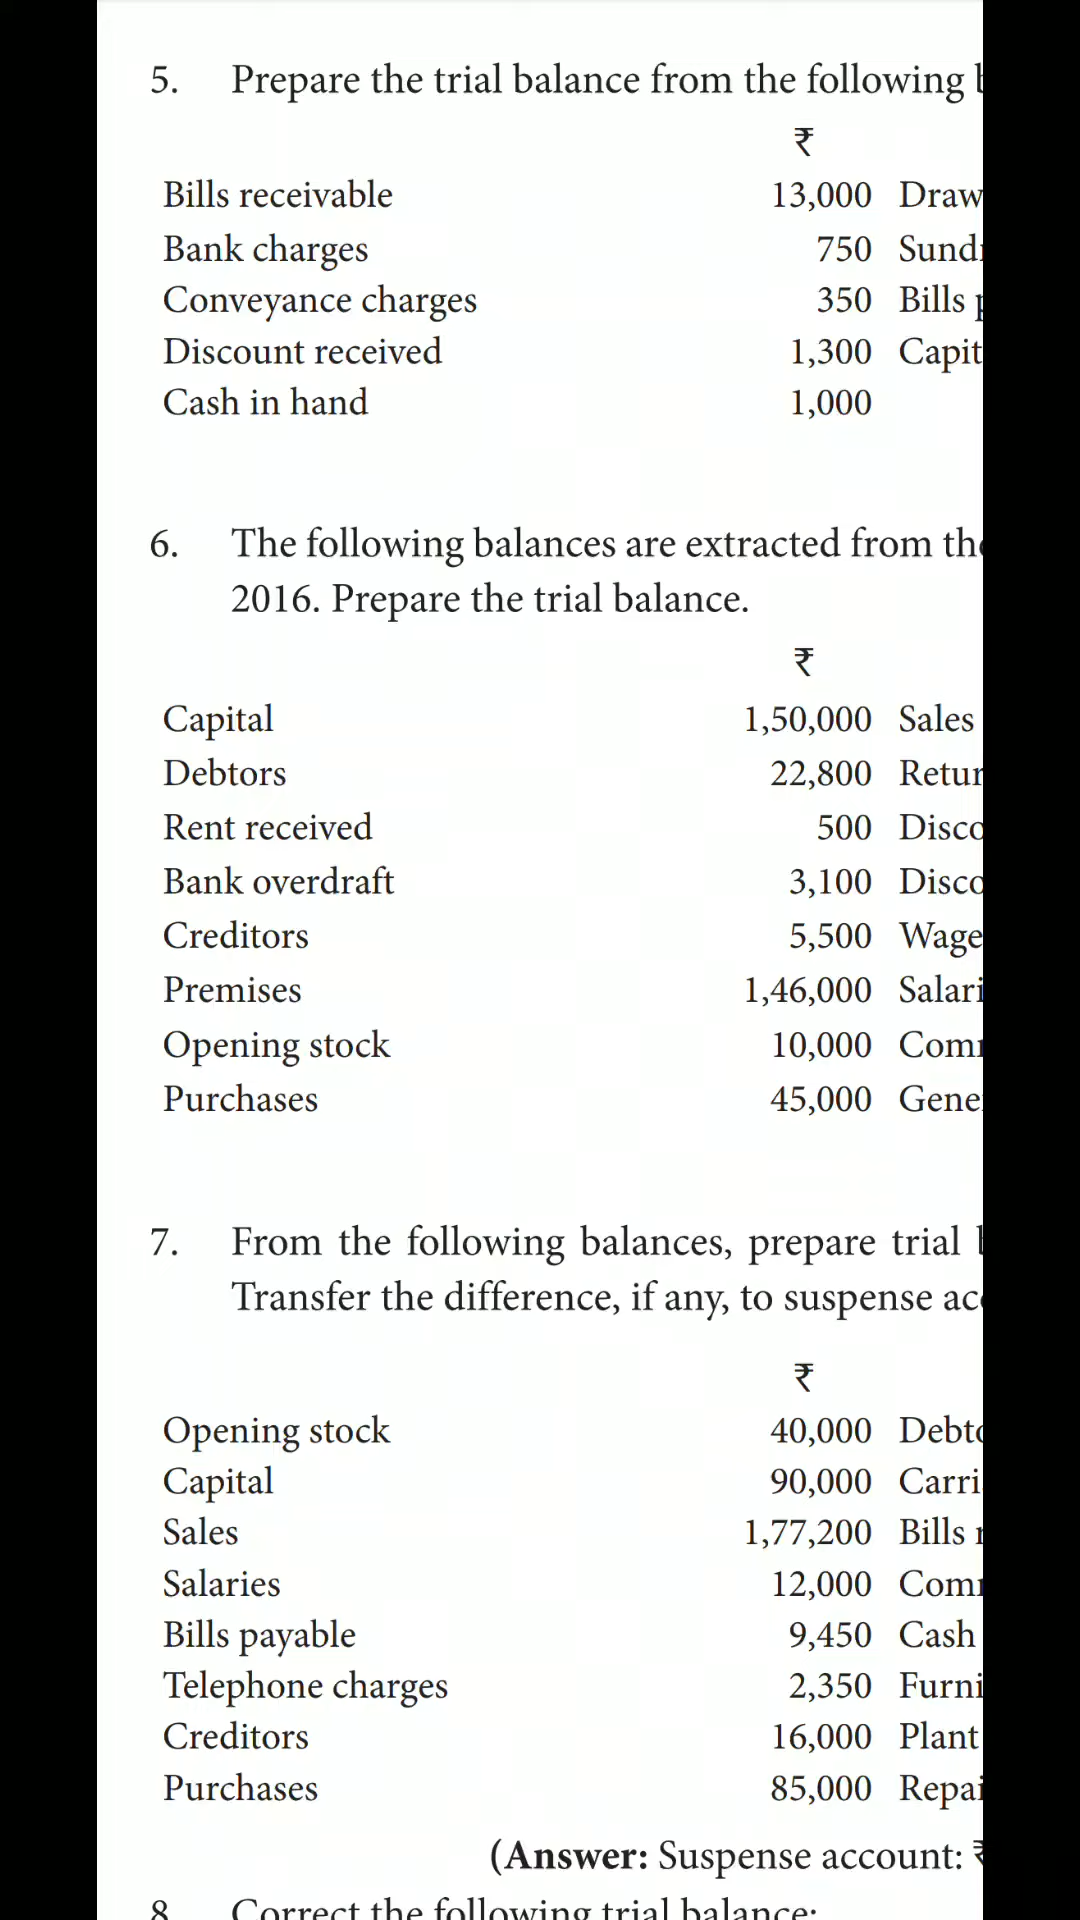 5. Prepare the trial balance from the following
₹
Bills receivable 13,000
Bank charges 750
Conveyance charges 350 Bills
Discount received 1,300
Cash in hand 1,000
6. The following balances are extracted from
2016. Prepare the trial balance.
₹
Capital 1,50,000 Sales
Debtors 22,800
Rent received 500
Bank overdraft 3,100
Creditors 5,500
Premises 1,46,000
Opening stock 10,000
Purchases 45,000
7. From the following balances, prepare trial
Transfer the difference, if any, to suspense
₹
Opening stock 40,000
Capital 90,000
Sales 1,77,200 Bills
Salaries 12,000
Bills payable 9,450 Cash
Telephone charges 2,350
Creditors 16,000 Plant
Purchases 85,000
(Answer: Suspense account: ₹
8. Correct the following trial balance: